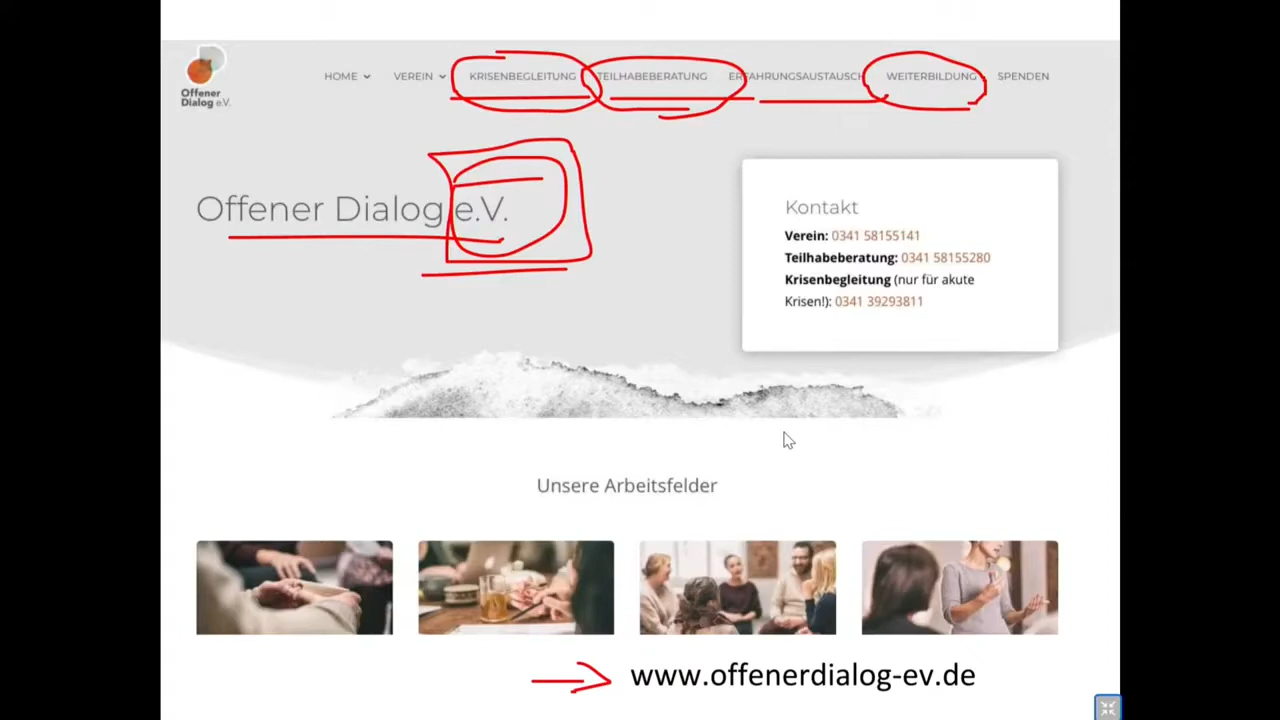 HOME VEREIN KRISENBEGLEITUNG TEILHABEBERATUNG ERFAHRUNGSAUSTAUSCH WEITERBILDUNG SPENDEN
Offener
Dialog e.V.
Offener Dialog e.V.
Kontakt
Verein: 0341 58155141
Teilhabeberatung: 0341 58155280
Krisenbegleitung (nur für akute
Krisen!): 0341 39293811
Unsere Arbeitsfelder
www.offenerdialog-ev.de